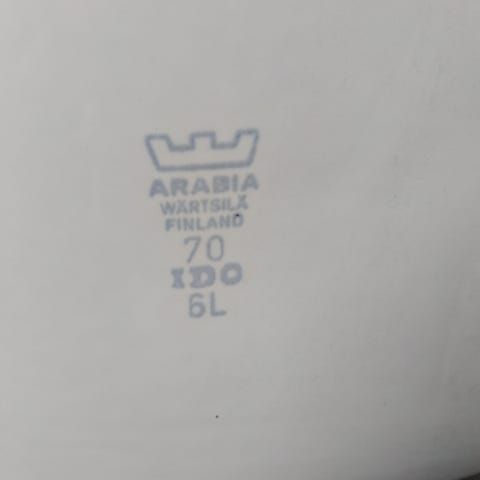 ARABIA
WÄRTSILÄ
FINLAND
70
IDO
6L